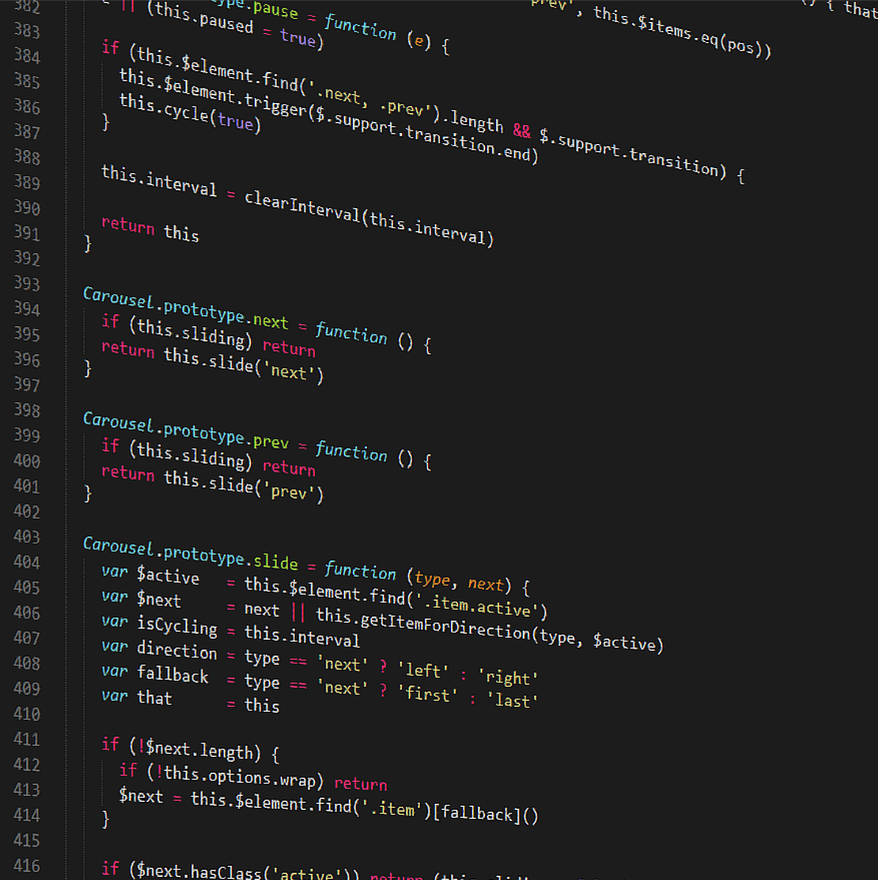 () { that
prev', this.$items.eq(pos))
.pause = function (e) {
|| (this.paused = true)
382
383 if (this.$element.find('.next, .prev').length && $.support.transition) {
384 this.$element.trigger($.support.transition.end)
385 this.cycle(true)
386 }
387
388 this.interval = clearInterval(this.interval)
389
390 return this
391 }
392
393 Carousel.prototype.next = function () {
394 if (this.sliding) return
395 return this.slide('next')
396 }
397
398 Carousel.prototype.prev = function () {
399 if (this.sliding) return
400 return this.slide('prev')
401 }
402
403 Carousel.prototype.slide = function (type, next) {
404 var $active = this.$element.find('.item.active')
405 var $next = next || this.getItemForDirection(type, $active)
406 var isCycling = this.interval
407 var direction = type == 'next' ? 'left' : 'right'
408 var fallback = type == 'next' ? 'first' : 'last'
409 var that = this
410
411 if (!$next.length) {
412 if (!this.options.wrap) return
413 $next = this.$element.find('.item')[fallback]()
414 }
415
416 if ($next.hasClass('active')) return